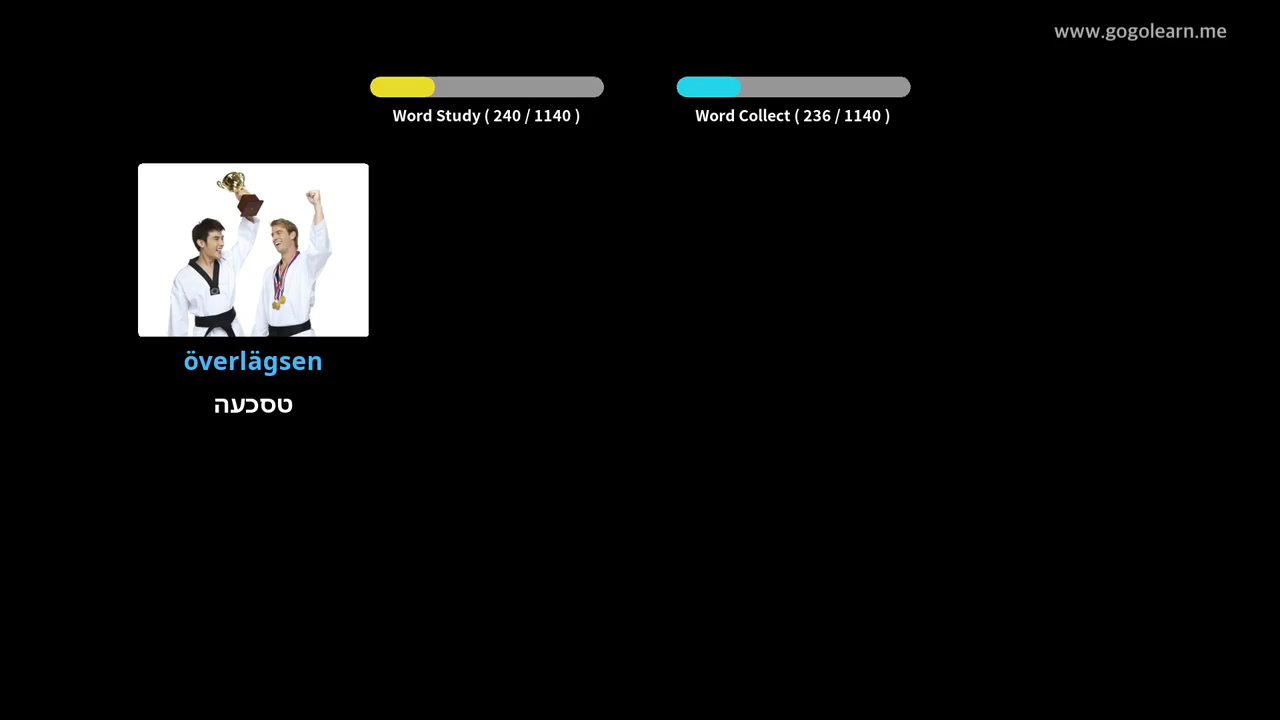 www.gogolearn.me
Word Study ( 240 / 1140 )
Word Collect ( 236 / 1140 )
överlägsen
טסכעה